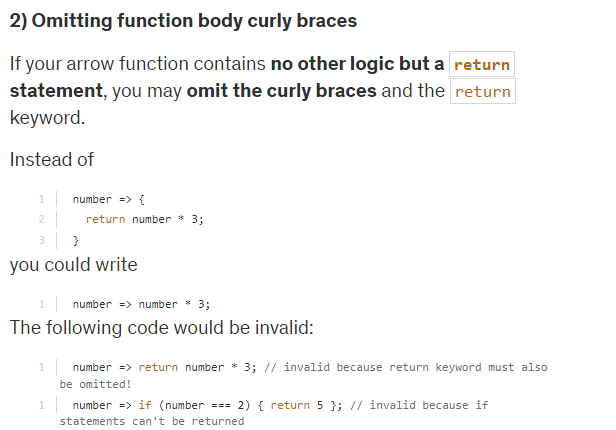 2) Omitting function body curly braces
If your arrow function contains no other logic but a return
statement, you may omit the curly braces and the return
keyword.
Instead of
1 number => {
2 return number * 3;
3 }
you could write
1 number => number * 3;
The following code would be invalid:
1 number => return number * 3; // invalid because return keyword must also
be omitted!
1 number => if (number === 2) { return 5 }; // invalid because if
statements can't be returned